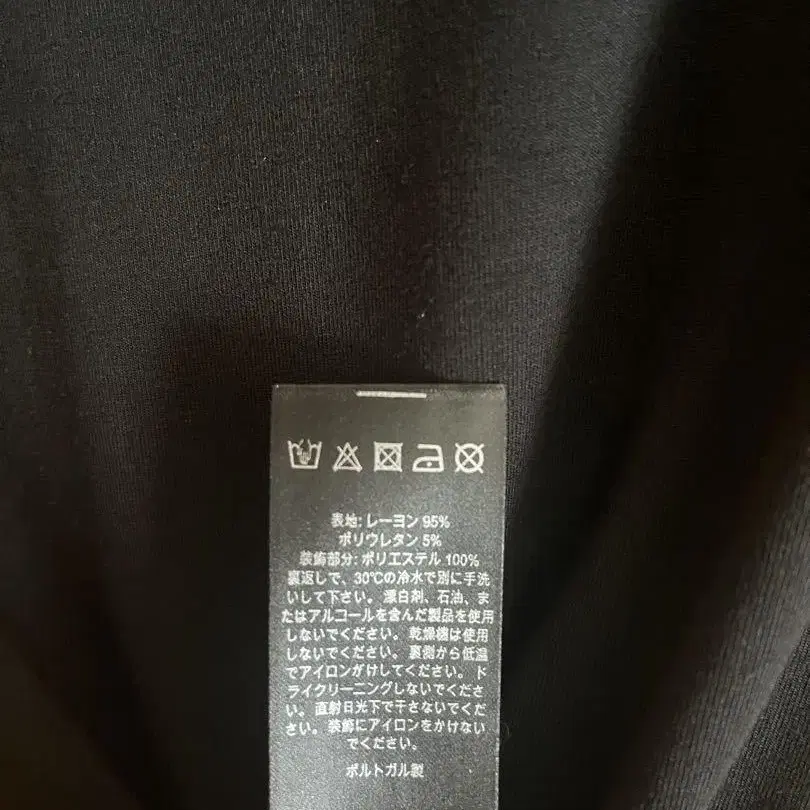 表地: レーヨン 95%
ポリウレタン 5%
装飾部分: ポリエステル 100%
裏返しで、30℃の冷水で別に手洗
いして下さい。漂白剤、石油、ま
たはアルコールを含んだ製品を使用
しないでください。乾燥機は使用
しないでください。裏側から低温
でアイロンがけしてください。ド
ライクリーニングしないでくださ
い。直射日光下で干さないでくだ
さい。装飾にアイロンをかけない
でください。
ポルトガル製